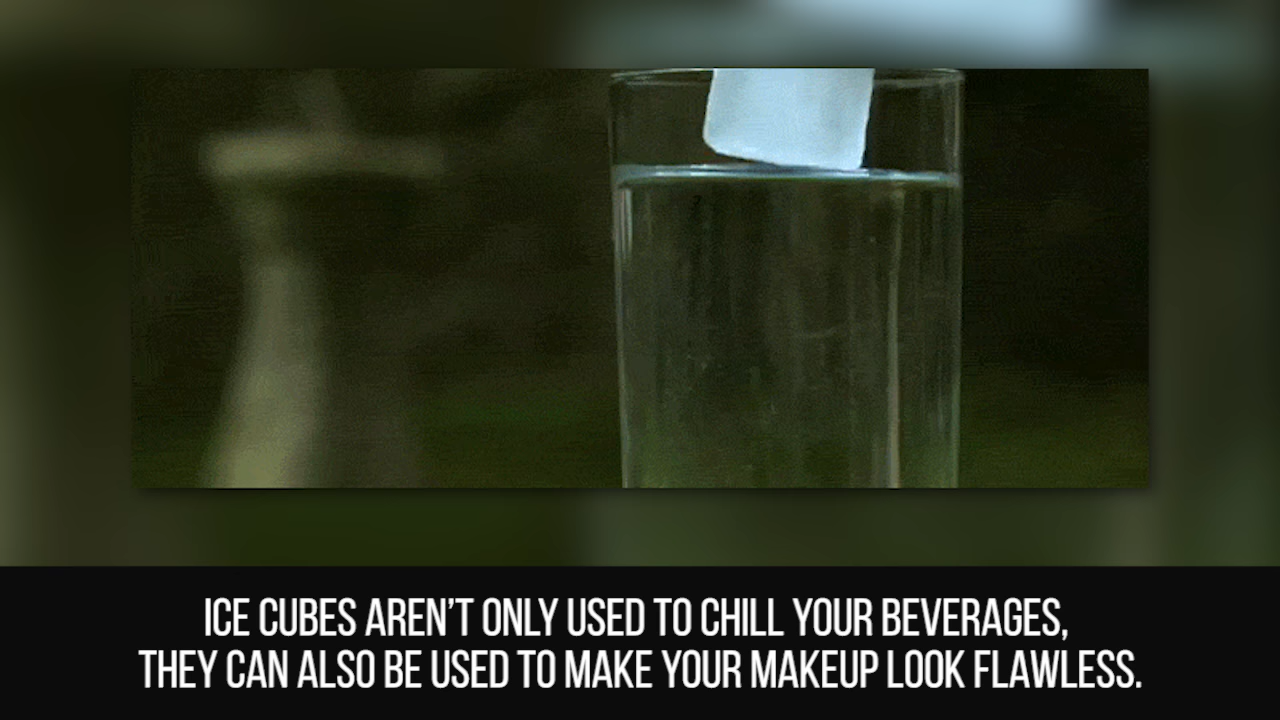 ICE CUBES AREN'T ONLY USED TO CHILL YOUR BEVERAGES,
THEY CAN ALSO BE USED TO MAKE YOUR MAKEUP LOOK FLAWLESS.